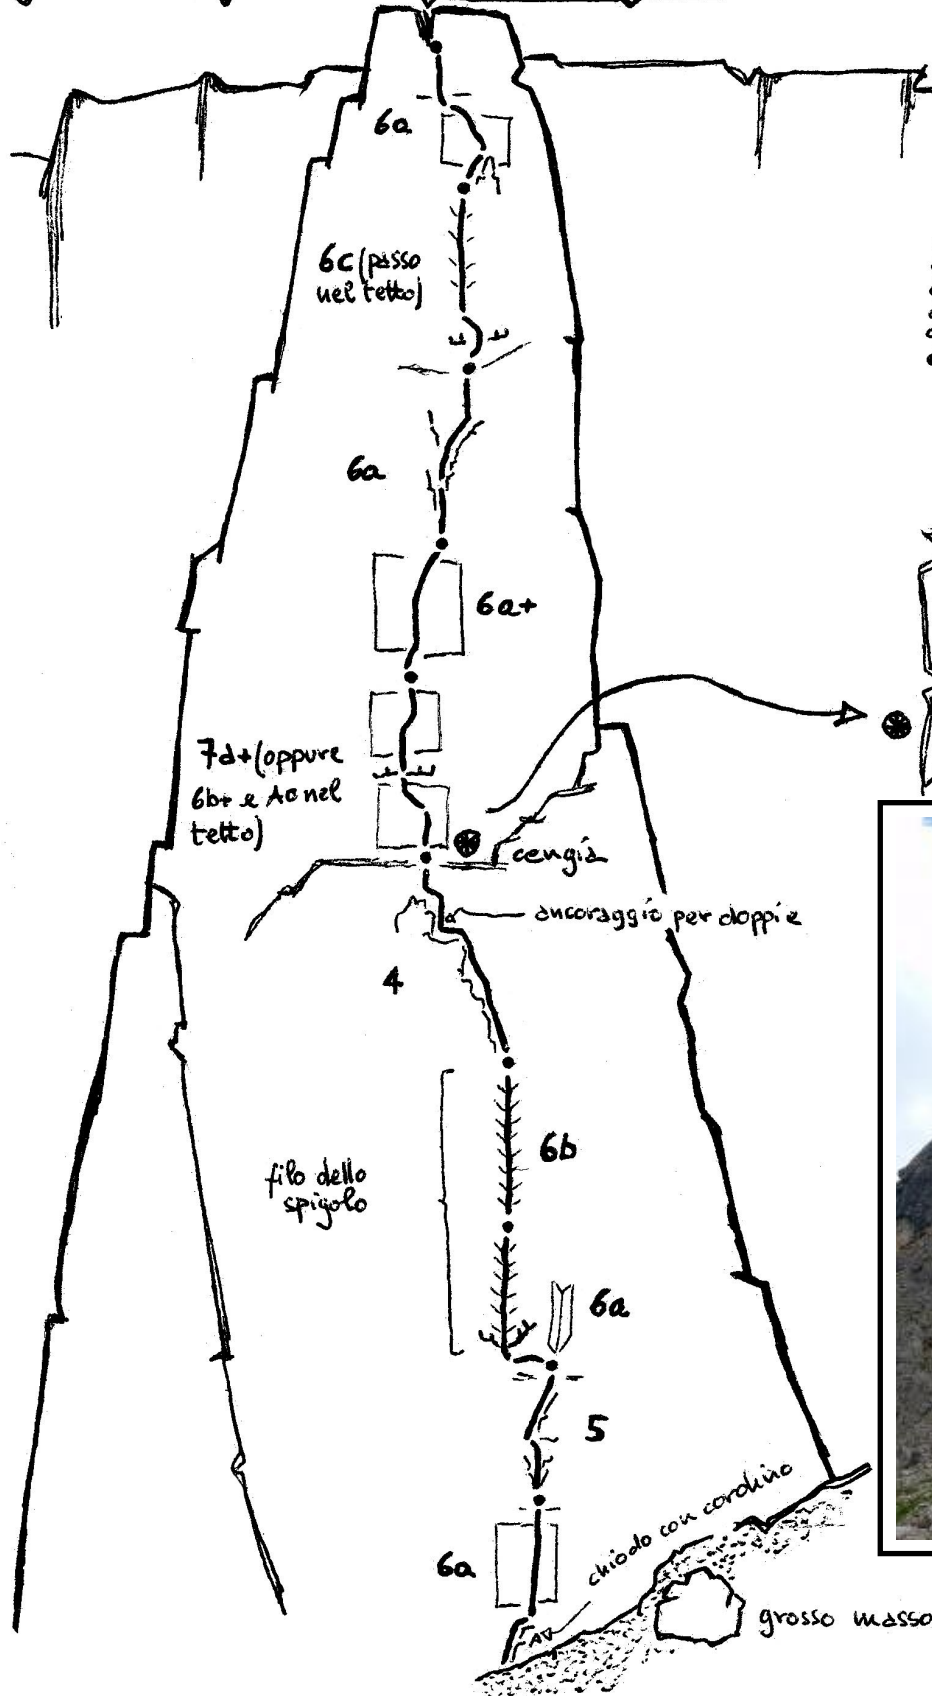 6a
6c (passo
nel tetto)
6a
6a+
7a+ (oppure
6b+ e A0 nel
tetto)
cengia
ancoraggio per doppie
4
6b
filo dello
spigolo
6a
5
chiodo con cordino
6a
grosso masso